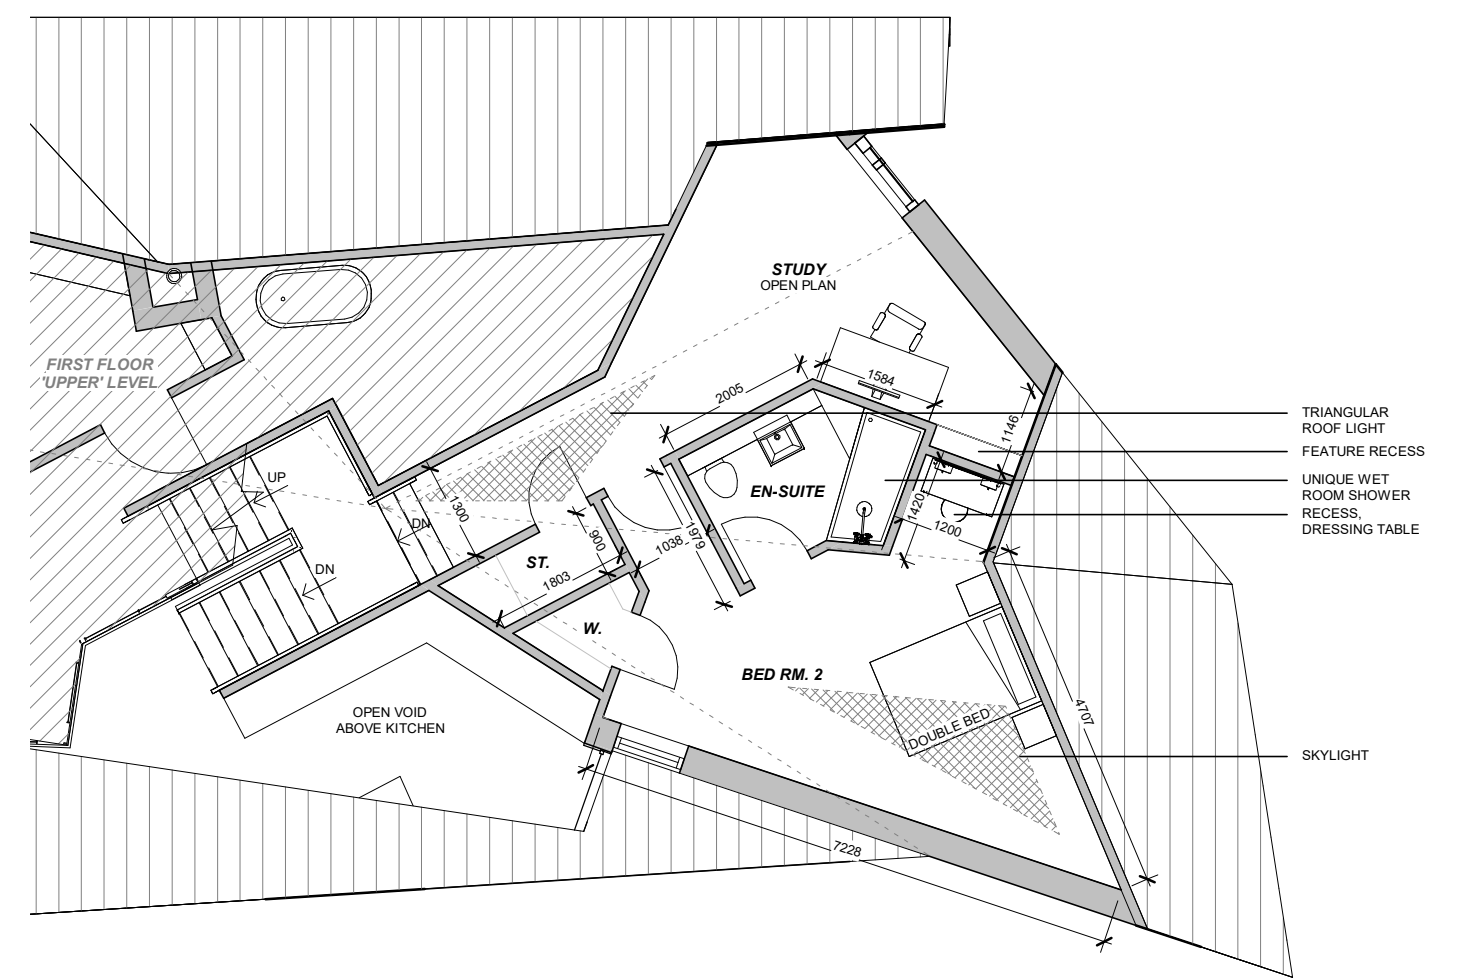 STUDY
OPEN PLAN
FIRST FLOOR
'UPPER' LEVEL
2005
1584
1146
TRIANGULAR
ROOF LIGHT
FEATURE RECESS
UNIQUE WET
ROOM SHOWER
RECESS,
DRESSING TABLE
UP
DN
DN
1300
EN-SUITE
1420
1200
900
1038
1979
ST.
1803
W.
BED RM. 2
OPEN VOID
ABOVE KITCHEN
DOUBLE BED
4707
SKYLIGHT
7228